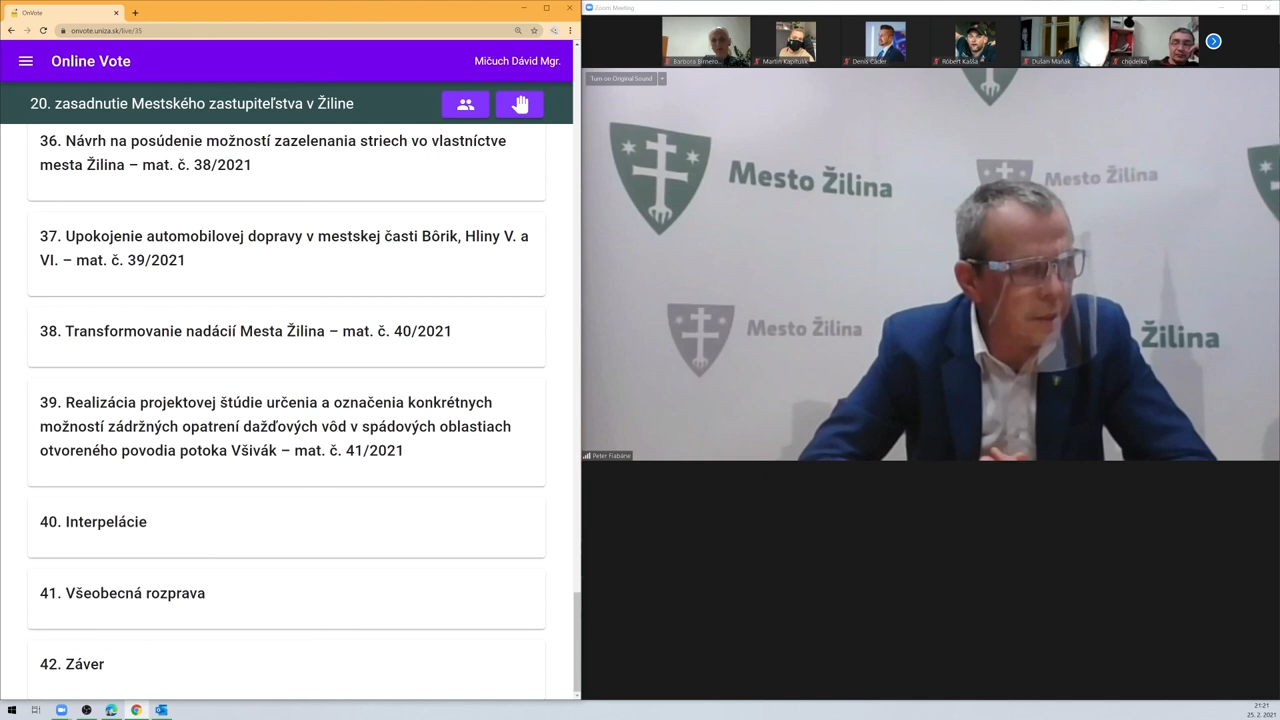 OnVote
onvote.uniza.sk/live/35
Online Vote
Mičuch Dávid Mgr.
20. zasadnutie Mestského zastupiteľstva v Žiline
36. Návrh na posúdenie možností zazelenania striech vo vlastníctve
mesta Žilina – mat. č. 38/2021
37. Upokojenie automobilovej dopravy v mestskej časti Bôrik, Hliny V. a
VI. – mat. č. 39/2021
38. Transformovanie nadácií Mesta Žilina – mat. č. 40/2021
39. Realizácia projektovej štúdie určenia a označenia konkrétnych
možností zádržných opatrení dažďových vôd v spádových oblastiach
otvoreného povodia potoka Všivák – mat. č. 41/2021
40. Interpelácie
41. Všeobecná rozprava
42. Záver
Zoom Meeting
Martin Kapitulík
Denis Cáder
Róbert Kašša
Dušan Maňák
chodelka
Turn on Original Sound
Mesto Žilina
Mesto Žilina
Mesto Žilina
Žilina
Peter Fiabáne
21:21
25. 2. 2021